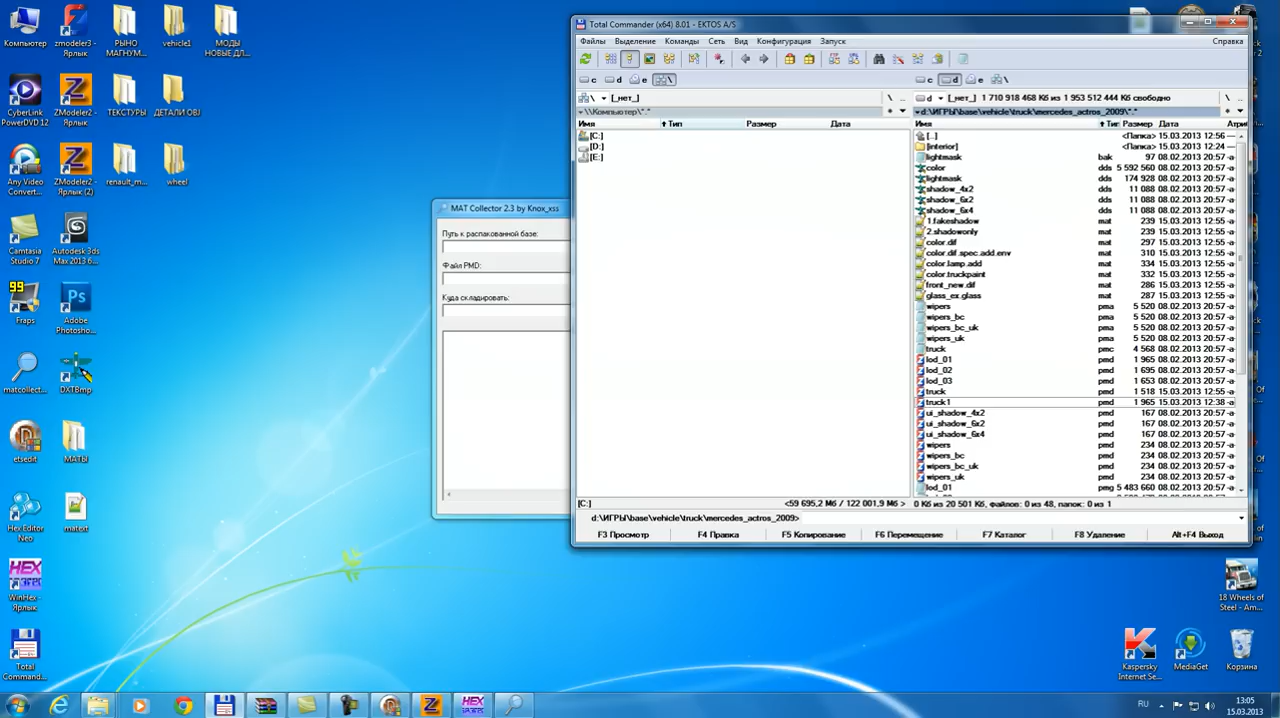 Компьютер
zmodeler3 - Ярлык
РЫНО МАГНУМ...
vehicle1
МОДЫ НОВЫЕ ДЛ...
CyberLink PowerDVD 12
ZModeler2 - Ярлык
ТЕКСТУРЫ
ДЕТАЛИ OBJ
Any Video Convert...
ZModeler2 - Ярлык (2)
renault_m...
wheel
Camtasia Studio 7
Autodesk 3ds Max 2013 6...
99
Fraps
Adobe Photosho...
matcollect...
DXTBmp
etsedit
МАТЫ
Hex Editor Neo
matext
WinHex - Ярлык
Total Comman...
MAT Collector 2.3 by Knox_xss
Путь к распакованной базе:
Файл PMD:
Куда складировать:
Total Commander (x64) 8.01 - EKTOS A/S
Файлы Выделение Команды Сеть Вид Конфигурация Запуск Справка
c d e \
c d e \
\ [_нет_] \ ..
d [_нет_] 1 710 918 468 Кб из 1 953 512 444 Кб свободно \ ..
\\Компьютер\*.* * 
d:\ИГРЫ\base\vehicle\truck\mercedes_actros_2009\*.* *
Имя Тип Размер Дата
Имя Тип Размер Дата Атри
[C:]
[D:]
[E:]
[..] <Папка> 15.03.2013 12:56 —
[interior] <Папка> 15.03.2013 12:24 —
lightmask bak 97 08.02.2013 20:57 -a
color dds 5 592 560 08.02.2013 20:57 -a
lightmask dds 174 928 08.02.2013 20:57 -a
shadow_4x2 dds 11 088 08.02.2013 20:57 -a
shadow_6x2 dds 11 088 08.02.2013 20:57 -a
shadow_6x4 dds 11 088 08.02.2013 20:57 -a
1.fakeshadow mat 239 15.03.2013 12:55 -a
2.shadowonly mat 239 15.03.2013 12:55 -a
color.dif mat 297 15.03.2013 12:55 -a
color.dif.spec.add.env mat 310 15.03.2013 12:55 -a
color.lamp.add mat 334 15.03.2013 12:55 -a
color.truckpaint mat 332 15.03.2013 12:55 -a
front_new.dif mat 286 15.03.2013 12:55 -a
glass_ex.glass mat 287 15.03.2013 12:55 -a
wipers pma 5 520 08.02.2013 20:57 -a
wipers_bc pma 5 520 08.02.2013 20:57 -a
wipers_bc_uk pma 5 520 08.02.2013 20:57 -a
wipers_uk pma 5 520 08.02.2013 20:57 -a
truck pmc 4 568 08.02.2013 20:57 -a
lod_01 pmd 1 965 08.02.2013 20:57 -a
lod_02 pmd 1 695 08.02.2013 20:57 -a
lod_03 pmd 1 653 08.02.2013 20:57 -a
truck pmd 1 518 15.03.2013 12:55 -a
truck1 pmd 1 965 15.03.2013 12:38 -a
ui_shadow_4x2 pmd 167 08.02.2013 20:57 -a
ui_shadow_6x2 pmd 167 08.02.2013 20:57 -a
ui_shadow_6x4 pmd 167 08.02.2013 20:57 -a
wipers pmd 234 08.02.2013 20:57 -a
wipers_bc pmd 234 08.02.2013 20:57 -a
wipers_bc_uk pmd 234 08.02.2013 20:57 -a
wipers_uk pmd 234 08.02.2013 20:57 -a
lod_01 pmg 5 483 660 08.02.2013 20:57 -a
[C:] <59 695,2 Мб / 122 001,9 Мб >
0 Кб из 20 501 Кб, файлов: 0 из 48, папок: 0 из 1
d:\ИГРЫ\base\vehicle\truck\mercedes_actros_2009>
F3 Просмотр F4 Правка F5 Копирование F6 Перемещение F7 Каталог F8 Удаление Alt+F4 Выход
18 Wheels of Steel - Am...
Kaspersky Internet Se...
MediaGet
Корзина
RU
13:05
15.03.2013